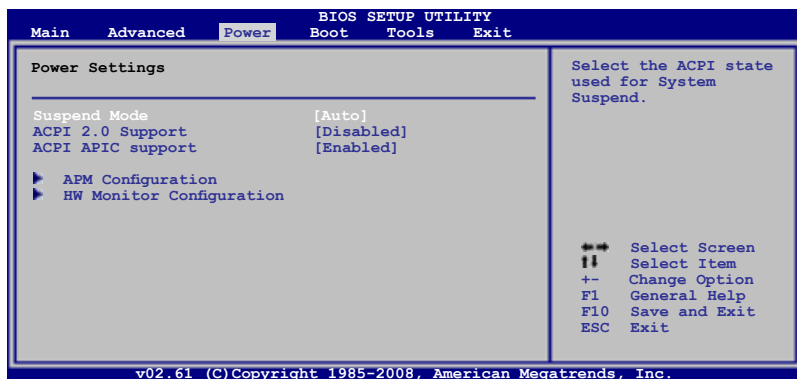 BIOS SETUP UTILITY
Main Advanced Power Boot Tools Exit
Power Settings
Suspend Mode [Auto]
ACPI 2.0 Support [Disabled]
ACPI APIC support [Enabled]
APM Configuration
HW Monitor Configuration
Select the ACPI state
used for System
Suspend.
Select Screen
Select Item
+- Change Option
F1 General Help
F10 Save and Exit
ESC Exit
v02.61 (C)Copyright 1985-2008, American Megatrends, Inc.